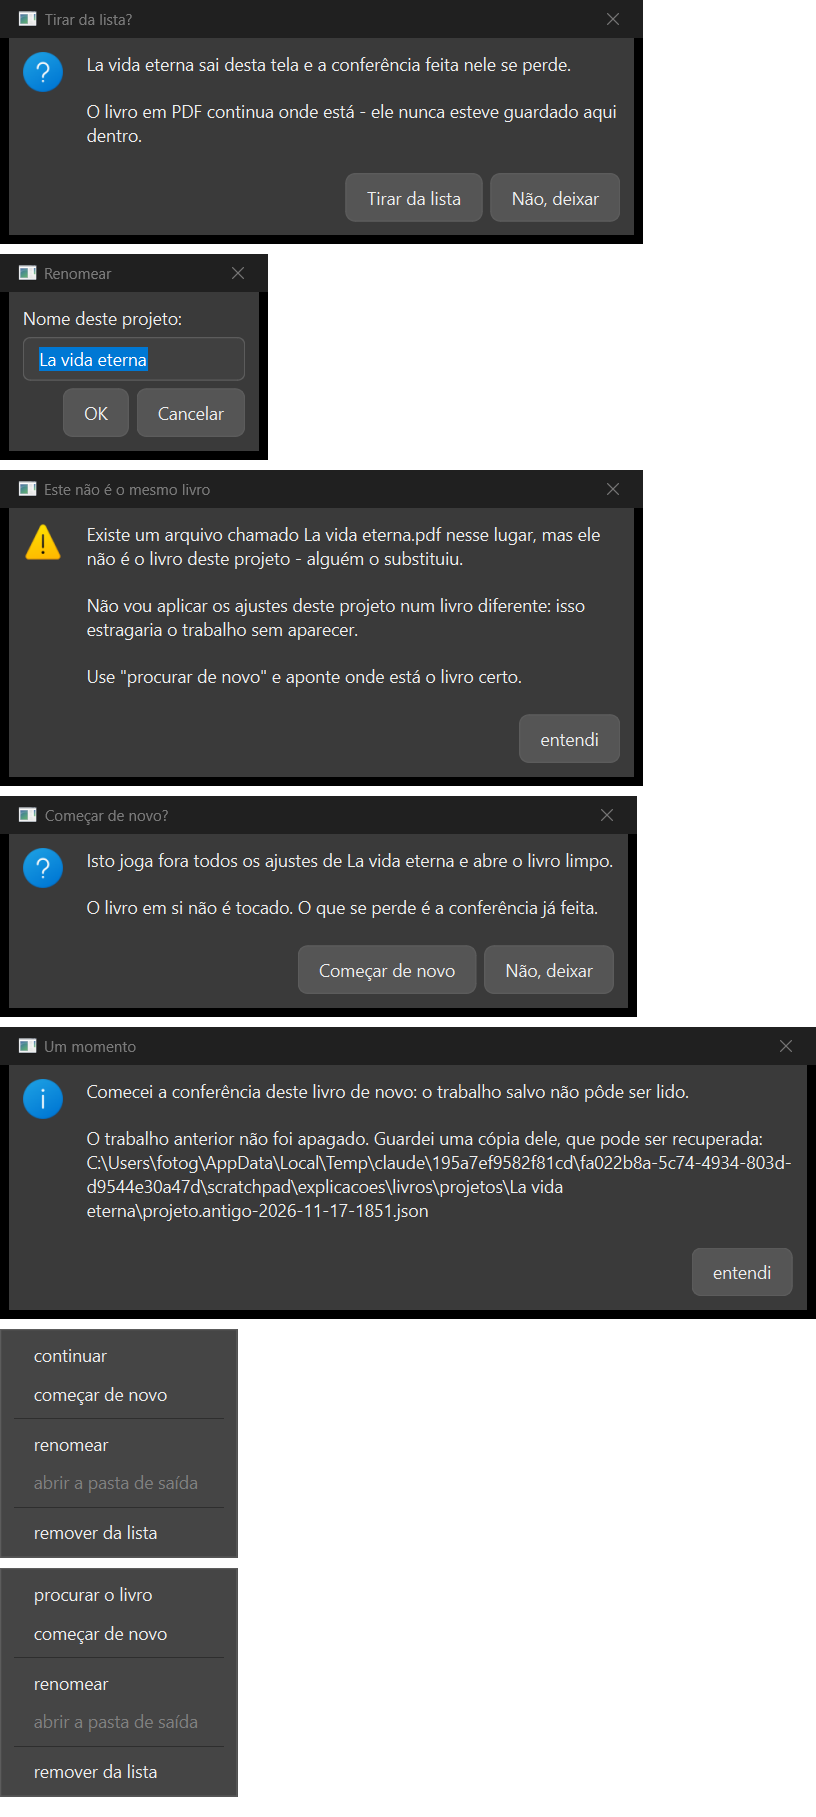 Tirar da lista?
La vida eterna sai desta tela e a conferência feita nele se perde.
O livro em PDF continua onde está - ele nunca esteve guardado aqui
dentro.
Tirar da lista
Não, deixar
Renomear
Nome deste projeto:
La vida eterna
OK
Cancelar
Este não é o mesmo livro
Existe um arquivo chamado La vida eterna.pdf nesse lugar, mas ele
não é o livro deste projeto - alguém o substituiu.
Não vou aplicar os ajustes deste projeto num livro diferente: isso
estragaria o trabalho sem aparecer.
Use "procurar de novo" e aponte onde está o livro certo.
entendi
Começar de novo?
Isto joga fora todos os ajustes de La vida eterna e abre o livro limpo.
O livro em si não é tocado. O que se perde é a conferência já feita.
Começar de novo
Não, deixar
Um momento
Comecei a conferência deste livro de novo: o trabalho salvo não pôde ser lido.
O trabalho anterior não foi apagado. Guardei uma cópia dele, que pode ser recuperada:
C:\Users\fotog\AppData\Local\Temp\claude\195a7ef9582f81cd\fa022b8a-5c74-4934-803d-
d9544e30a47d\scratchpad\explicacoes\livros\projetos\La vida
eterna\projeto.antigo-2026-11-17-1851.json
entendi
continuar
começar de novo
renomear
abrir a pasta de saída
remover da lista
procurar o livro
começar de novo
renomear
abrir a pasta de saída
remover da lista